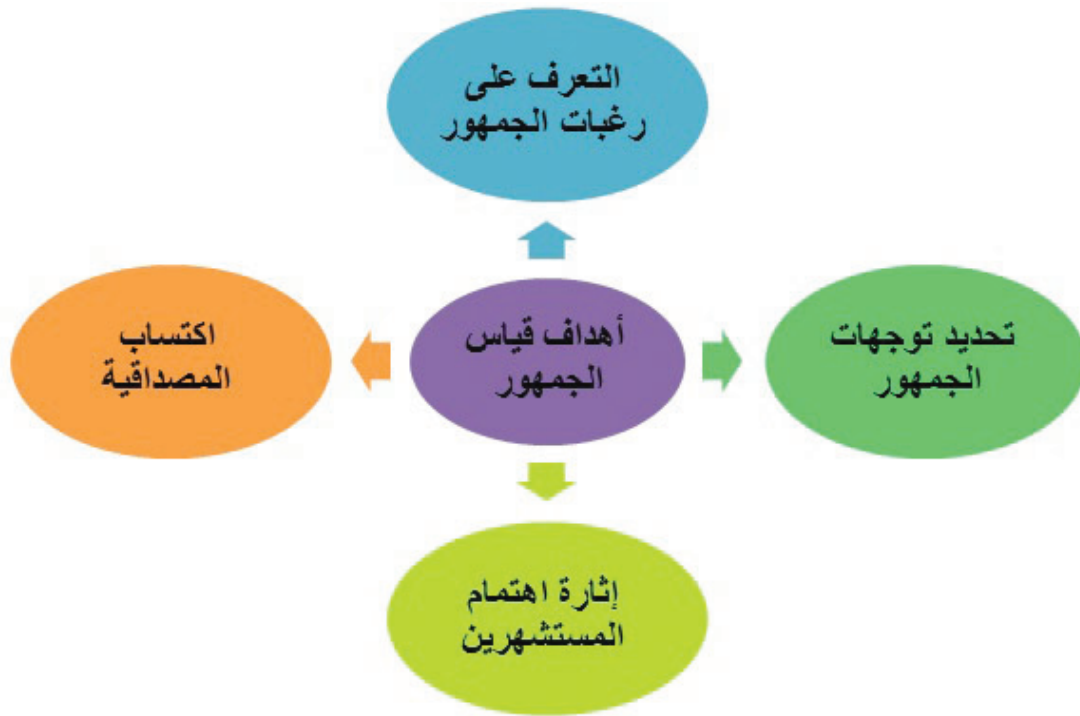 التعرف على
رغبات الجمهور
تحديد توجهات
الجمهور
أهداف قياس
الجمهور
اكتساب
المصداقية
إثارة اهتمام
المستشهرين